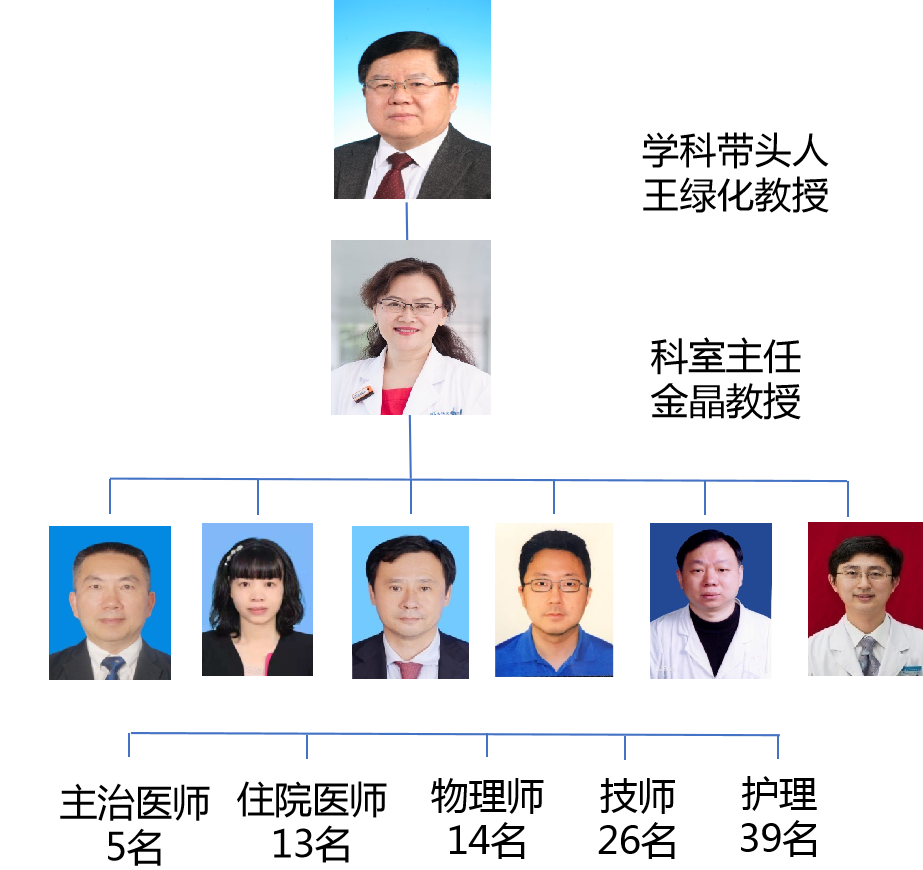 学科带头人
王绿化教授
科室主任
金晶教授
主治医师
5名
住院医师
13名
物理师
14名
技师
26名
护理
39名